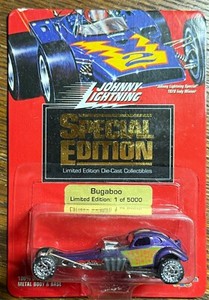 Johnny Lightning Special
1970 Indy Winner
JOHNNY
LIGHTNING
SPECIAL
EDITION
Limited Edition Die-Cast Collectibles
Bugaboo
Limited Edition: 1 of 5000
METAL BODY & BASE